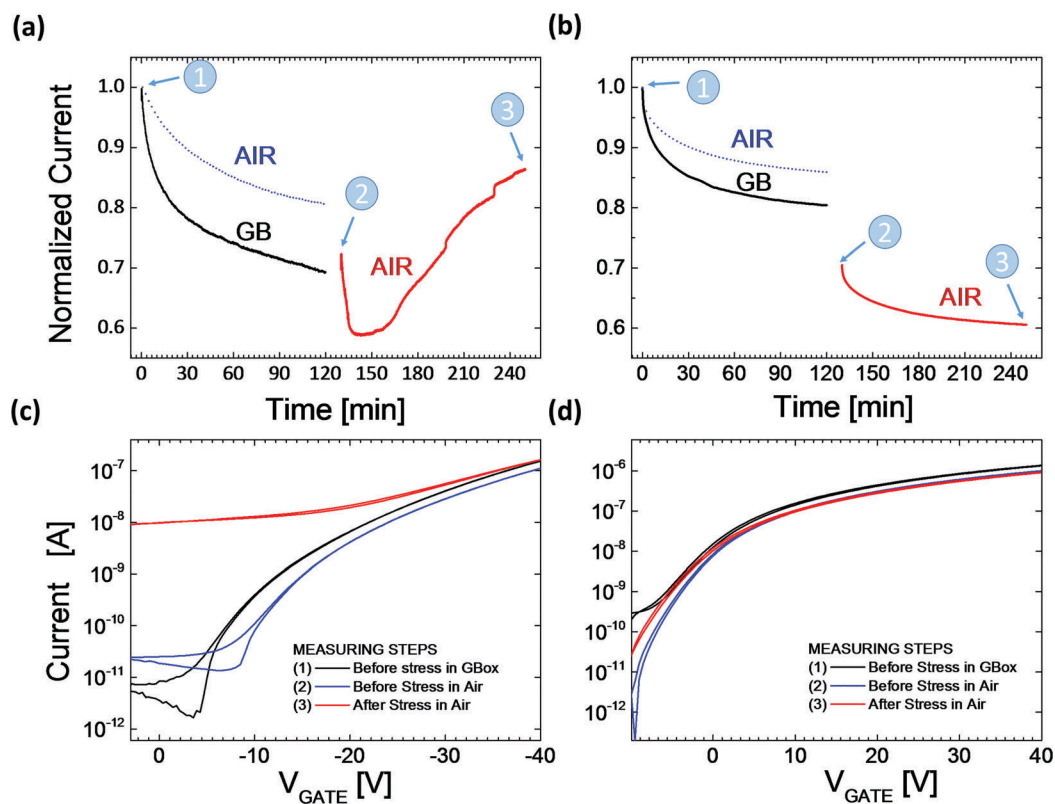 (a)
(b)
Normalized Current
1.0
0.9
0.8
0.7
0.6
1
AIR
GB
2
AIR
3
0 30 60 90 120 150 180 210 240
Time [min]
1.0
0.9
0.8
0.7
0.6
1
AIR
GB
2
AIR
3
0 30 60 90 120 150 180 210 240
Time [min]
(c)
(d)
Current [A]
10-7
10-8
10-9
10-10
10-11
10-12
MEASURING STEPS
(1) Before stress in GBox
(2) Before Stress in Air
(3) After Stress in Air
0 -10 -20 -30 -40
VGATE [V]
10-6
10-7
10-8
10-9
10-10
10-11
10-12
MEASURING STEPS
(1) Before Stress in GBox
(2) Before Stress in Air
(3) After Stress in Air
0 10 20 30 40
VGATE [V]